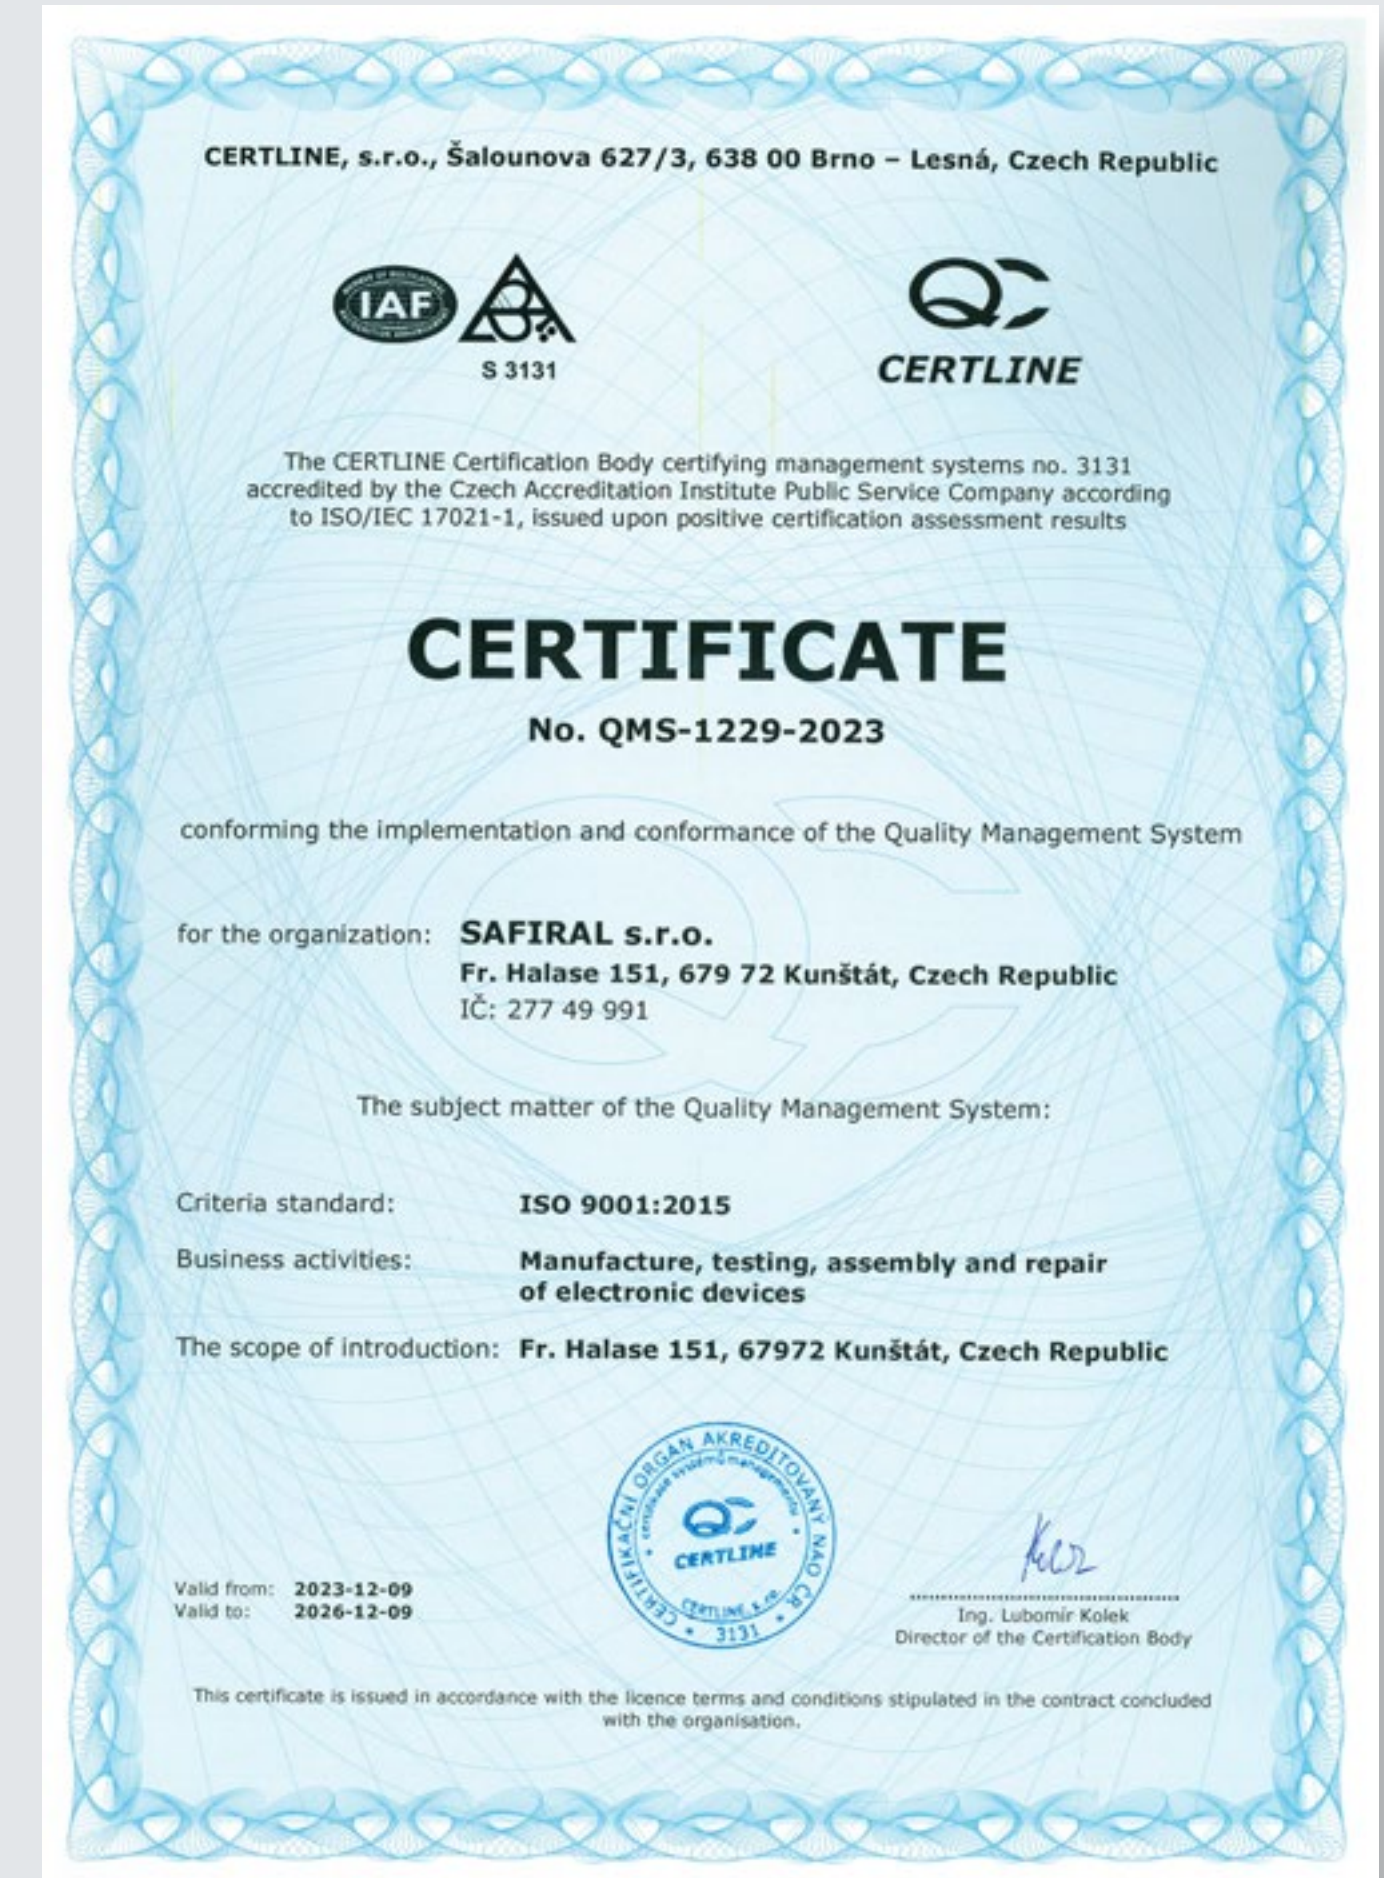 CERTLINE, s.r.o., Šalounova 627/3, 638 00 Brno – Lesná, Czech Republic
IAF
S 3131
QC
CERTLINE
The CERTLINE Certification Body certifying management systems no. 3131
accredited by the Czech Accreditation Institute Public Service Company according
to ISO/IEC 17021-1, issued upon positive certification assessment results
CERTIFICATE
No. QMS-1229-2023
conforming the implementation and conformance of the Quality Management System
for the organization: SAFIRAL s.r.o.
Fr. Halase 151, 679 72 Kunštát, Czech Republic
IČ: 277 49 991
The subject matter of the Quality Management System:
Criteria standard: ISO 9001:2015
Business activities: Manufacture, testing, assembly and repair
of electronic devices
The scope of introduction: Fr. Halase 151, 67972 Kunštát, Czech Republic
CERTIFIKAČNÍ ORGÁN AKREDITOVANÝ NAO ČR
certifikace systémů managementu
QC
CERTLINE
CERTLINE, s.r.o.
3131
Valid from: 2023-12-09
Valid to: 2026-12-09
Ing. Lubomír Kolek
Director of the Certification Body
This certificate is issued in accordance with the licence terms and conditions stipulated in the contract concluded
with the organisation.